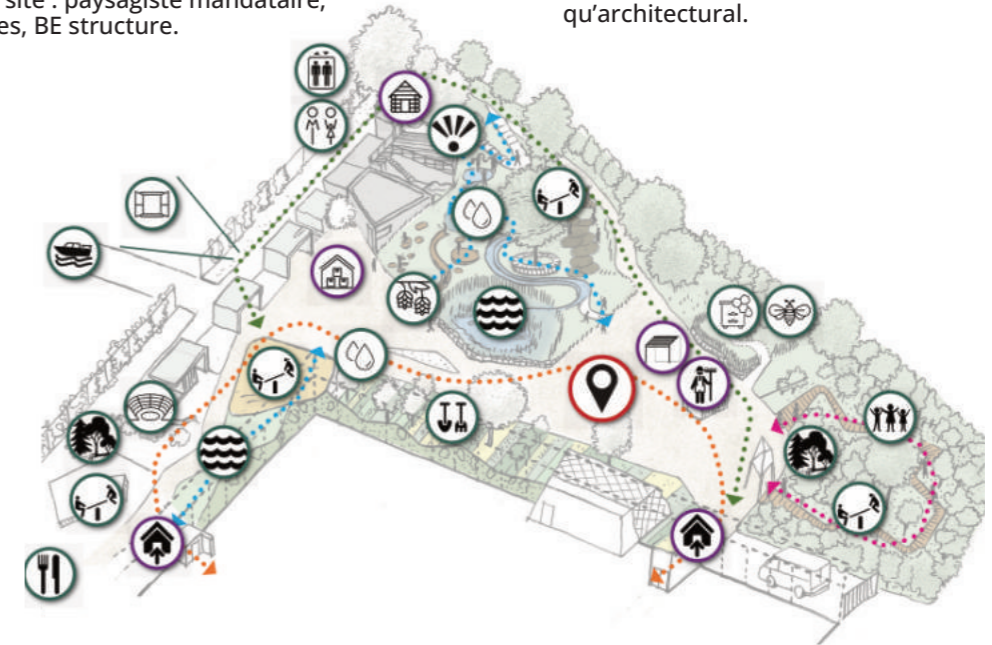 site : paysagiste mandataire,
es, BE structure.
qu’architectural.